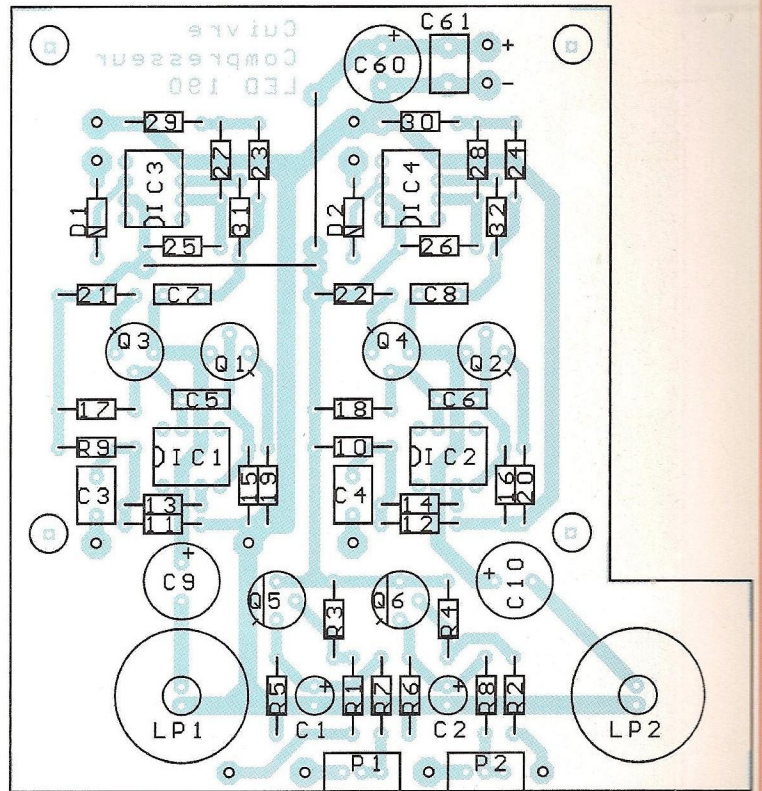 Cuivre
Compresseur
LED 190
C61
+
C60
+
-
29
30
27
23
28
24
IC3
IC4
D1
31
D2
32
25
26
21
C7
22
C8
Q3
Q1
Q4
Q2
C5
C6
17
18
R9
IC1
10
IC2
C3
15
19
C4
16
20
13
14
11
12
+
C9
+
C10
Q5
Q6
R3
R4
R5
+
R1
R7
R6
+
R8
R2
LP1
C1
C2
LP2
P1
P2